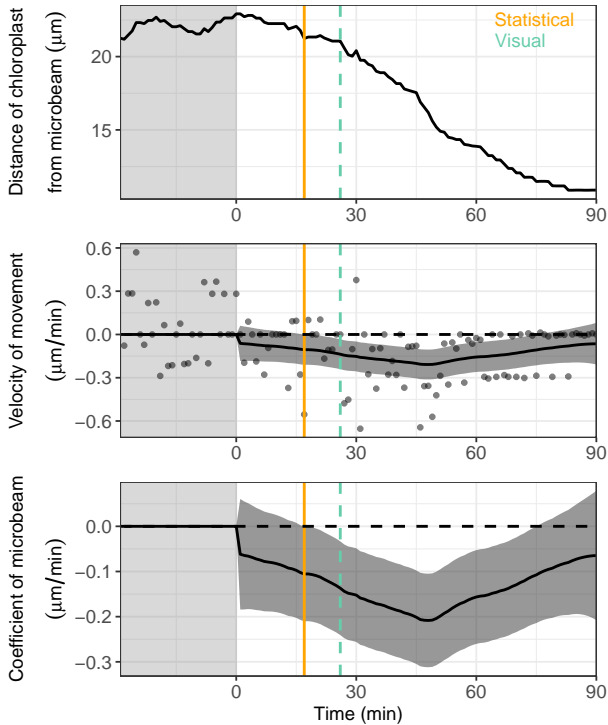 Distance of chloroplast
from microbeam (μm)
22
15
Statistical
Visual
0
30
60
90
Velocity of movement
(μm/min)
0.6
0.3
0.0
-0.3
-0.6
0
30
60
90
Coefficient of microbeam
(μm/min)
0.0
-0.1
-0.2
-0.3
0
30
60
90
Time (min)